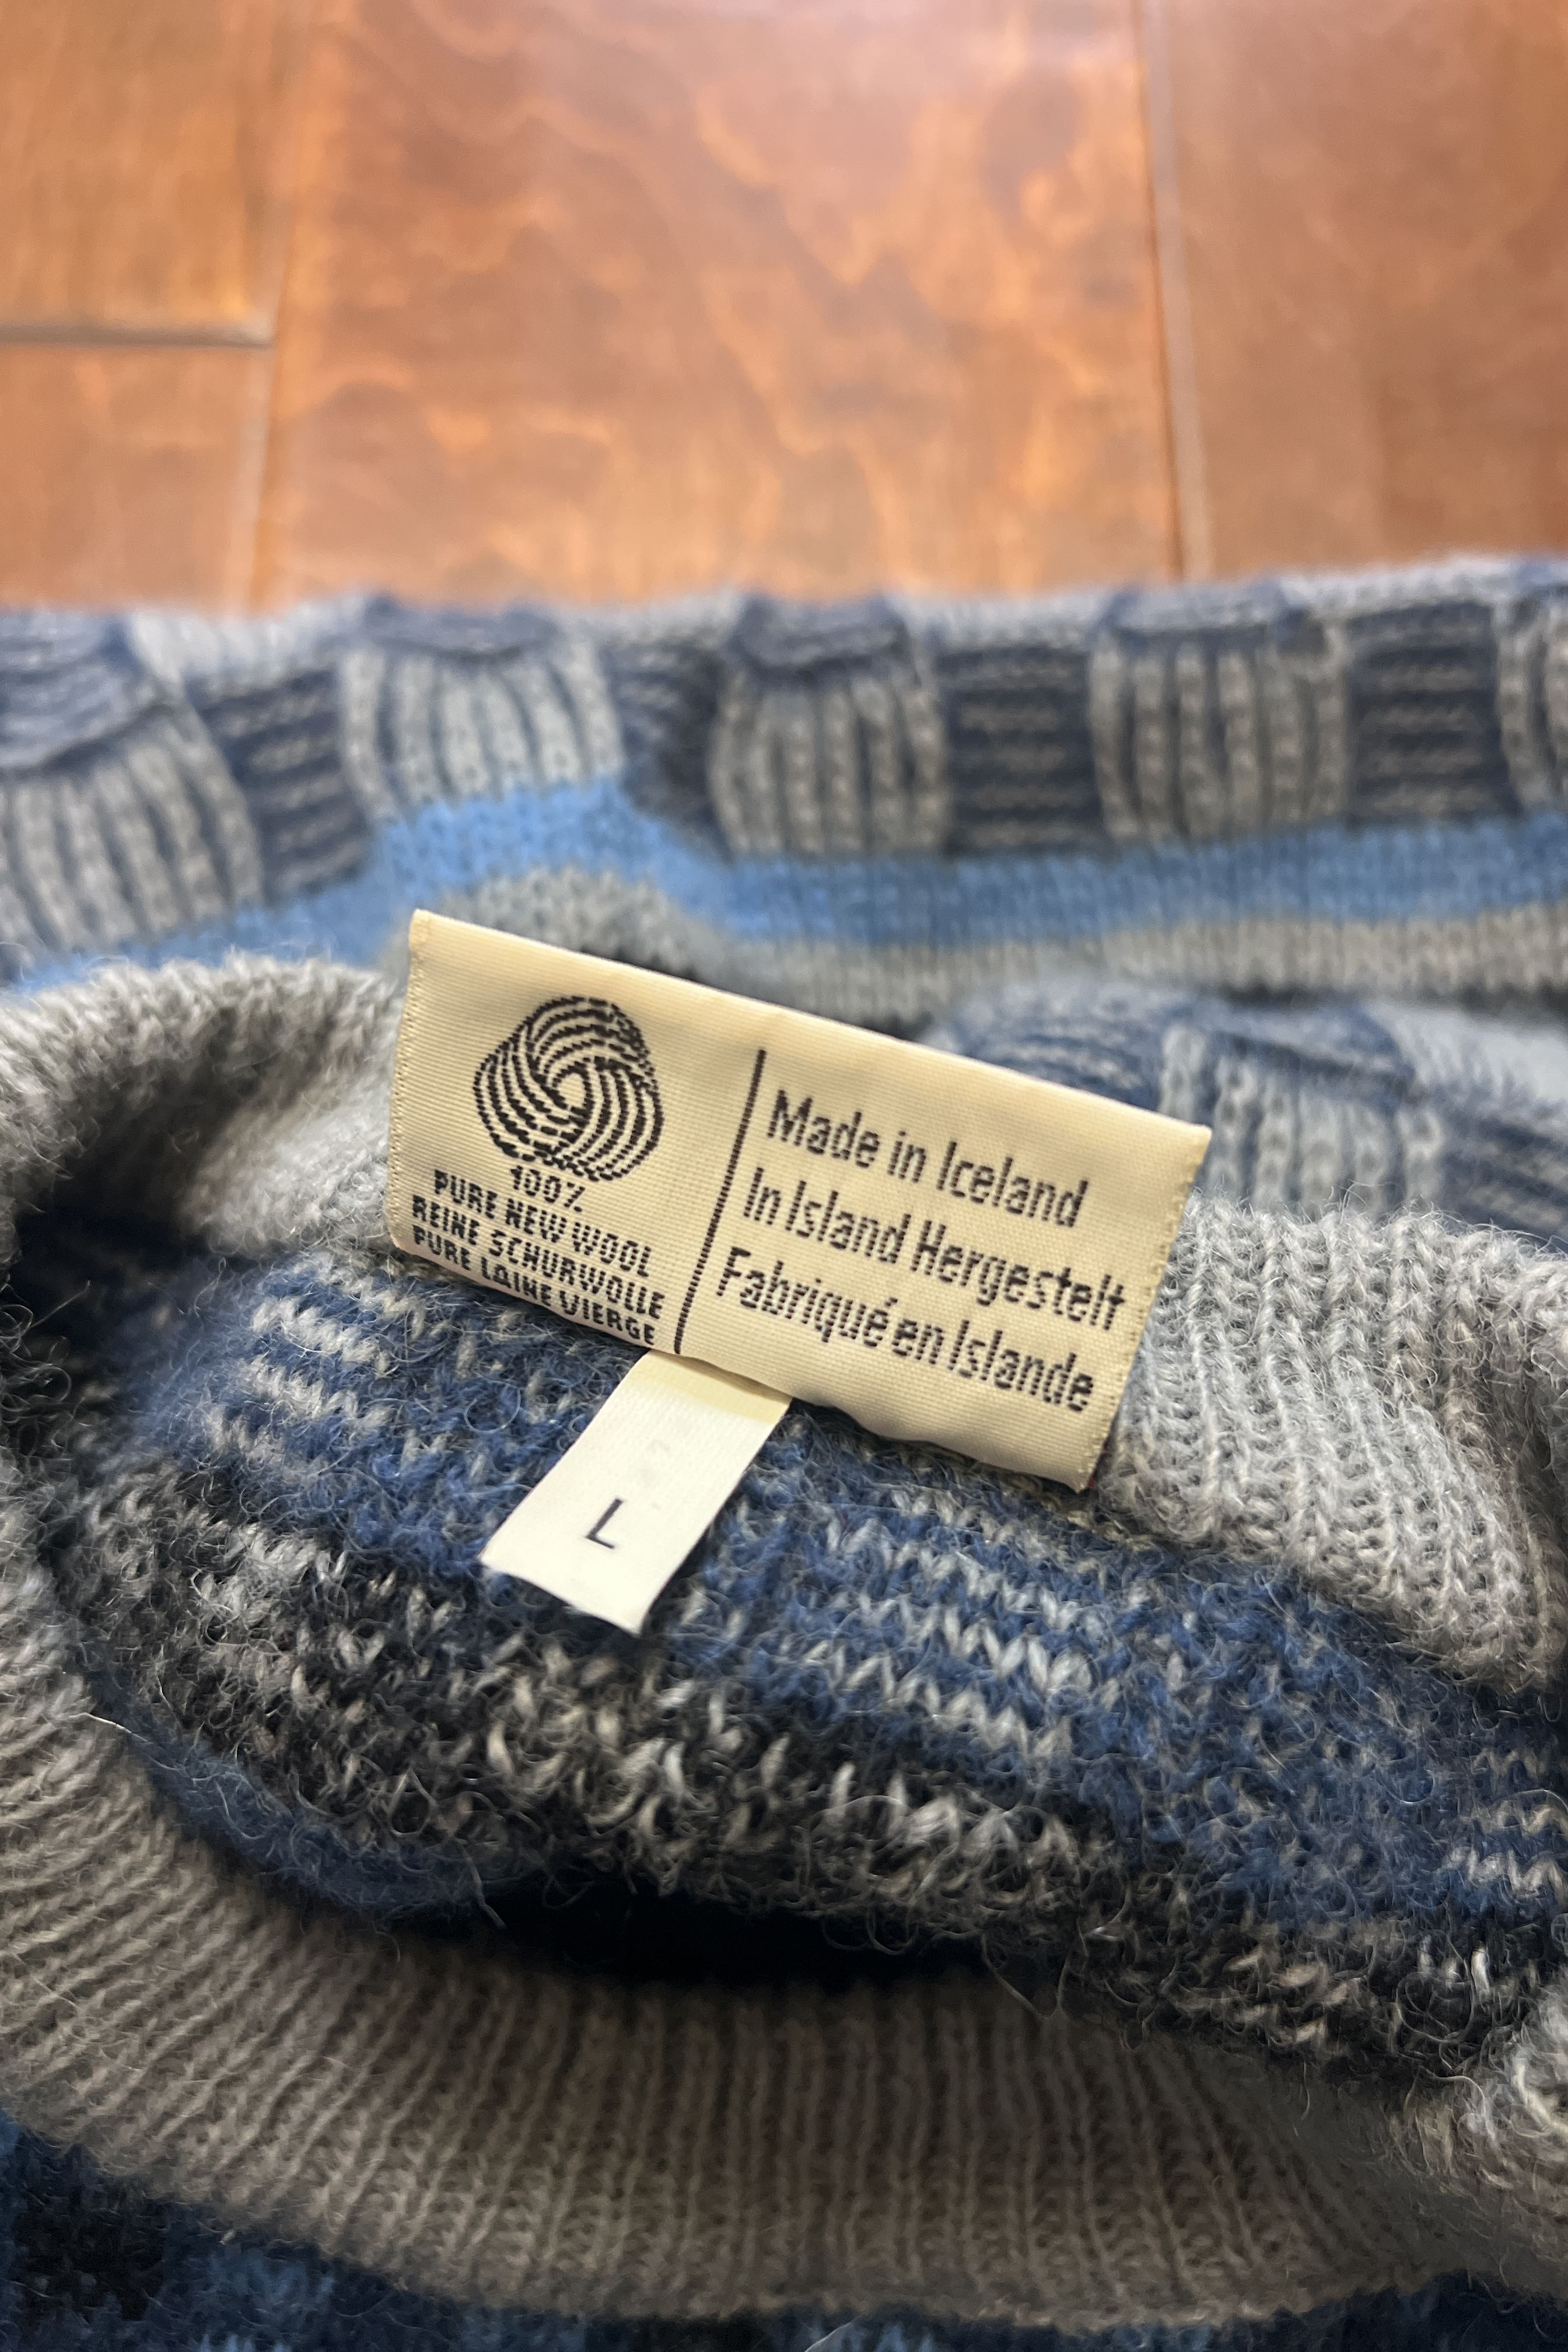 100%
PURE NEW WOOL
REINE SCHURWOLLE
PURE LAINE VIERGE
Made in Iceland
In Island Hergestelt
Fabriqué en Islande
L